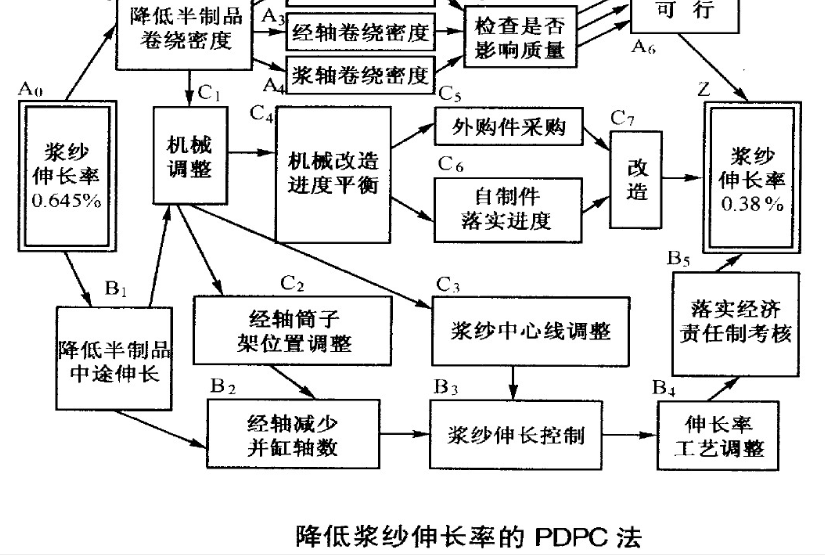 降低半制品
卷绕密度
A3
经轴卷绕密度
A4
浆轴卷绕密度
检查是否
影响质量
可行
A6
A0
浆纱
伸长率
0.645%
C1
机械
调整
C4
机械改造
进度平衡
C5
外购件采购
C6
自制件
落实进度
C7
改
造
Z
浆纱
伸长率
0.38%
B1
降低半制品
中途伸长
C2
经轴筒子
架位置调整
C3
浆纱中心线调整
B2
经轴减少
并缸轴数
B3
浆纱伸长控制
B4
伸长率
工艺调整
B5
落实经济
责任制考核
降低浆纱伸长率的 PDPC 法